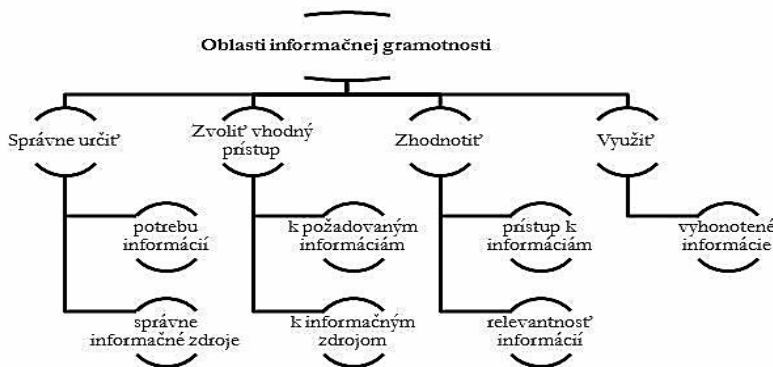 Oblasti informačnej gramotnosti
Správne určiť
Zvoliť vhodný
prístup
Zhodnotiť
Využiť
potrebu
informácií
k požadovaným
informáciám
prístup k
informáciám
vyhonotené
informácie
správne
informačné zdroje
k informačným
zdrojom
relevantnosť
informácií